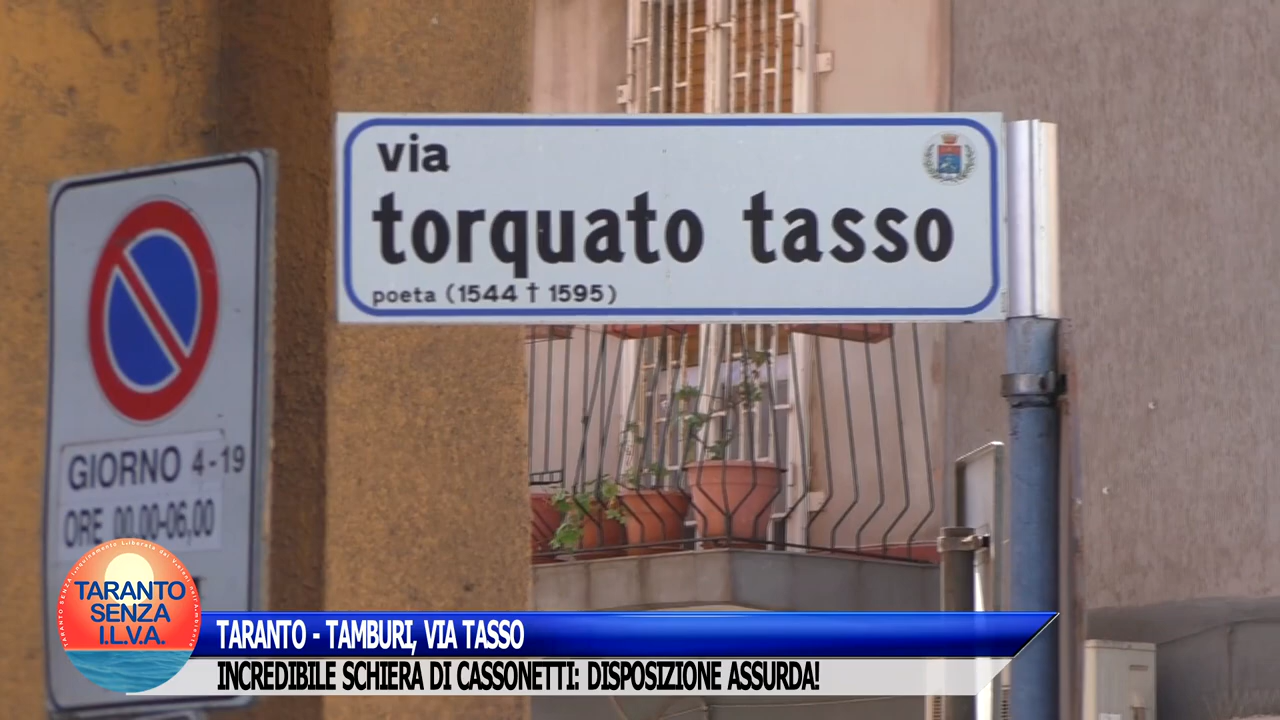 via
torquato tasso
poeta (1544 † 1595)
GIORNO 4-19
ORE 00.00-06,00
TARANTO
SENZA
I.L.V.A.
TARANTO - TAMBURI, VIA TASSO
INCREDIBILE SCHIERA DI CASSONETTI: DISPOSIZIONE ASSURDA!